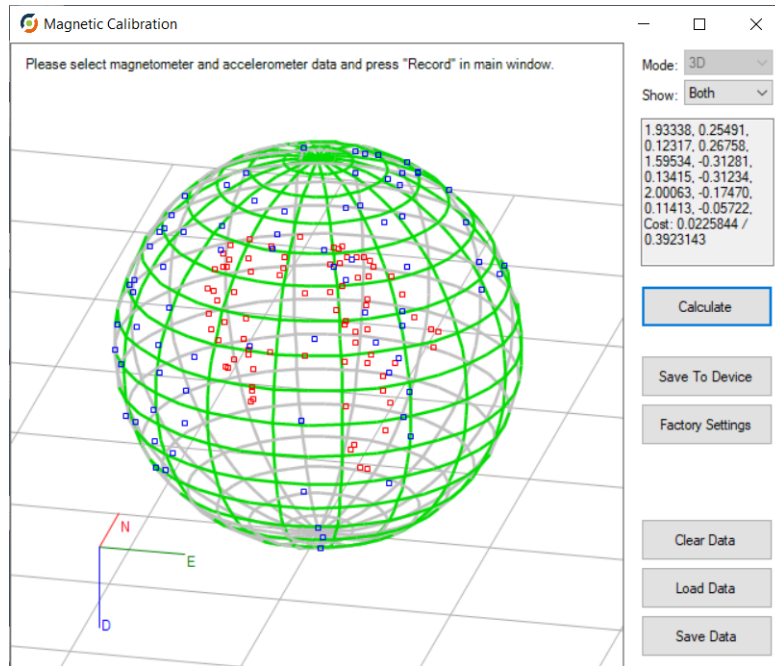 Magnetic Calibration
Please select magnetometer and accelerometer data and press "Record" in main window.
Mode: 3D
Show: Both
1.93338, 0.25491,
0.12317, 0.26758,
1.59534, -0.31281,
0.13415, -0.31234,
2.00063, -0.17470,
0.11413, -0.05722,
Cost: 0.0225844 /
0.3923143
Calculate
Save To Device
Factory Settings
Clear Data
Load Data
Save Data
N
E
D